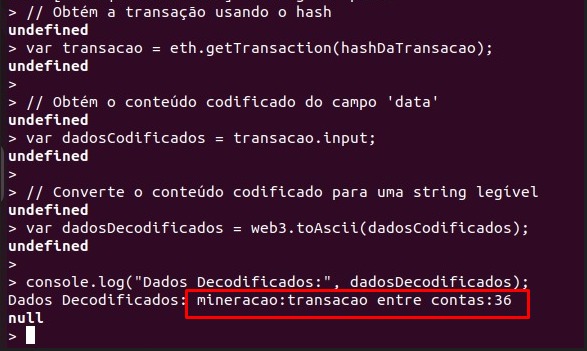 > // Obtém a transação usando o hash
undefined
> var transacao = eth.getTransaction(hashDaTransacao);
undefined
>
> // Obtém o conteúdo codificado do campo 'data'
undefined
> var dadosCodificados = transacao.input;
undefined
>
> // Converte o conteúdo codificado para uma string legível
undefined
> var dadosDecodificados = web3.toAscii(dadosCodificados);
undefined
>
> console.log("Dados Decodificados:", dadosDecodificados);
Dados Decodificados: mineracao:transacao entre contas:36
null
>